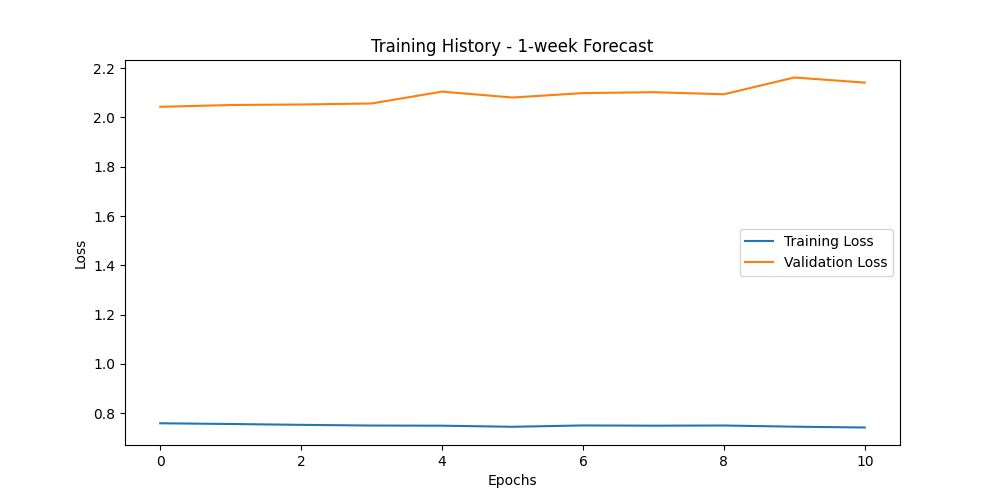 Training History - 1-week Forecast
2.2
2.0
1.8
1.6
1.4
1.2
1.0
0.8
Loss
Training Loss
Validation Loss
0 2 4 6 8 10
Epochs